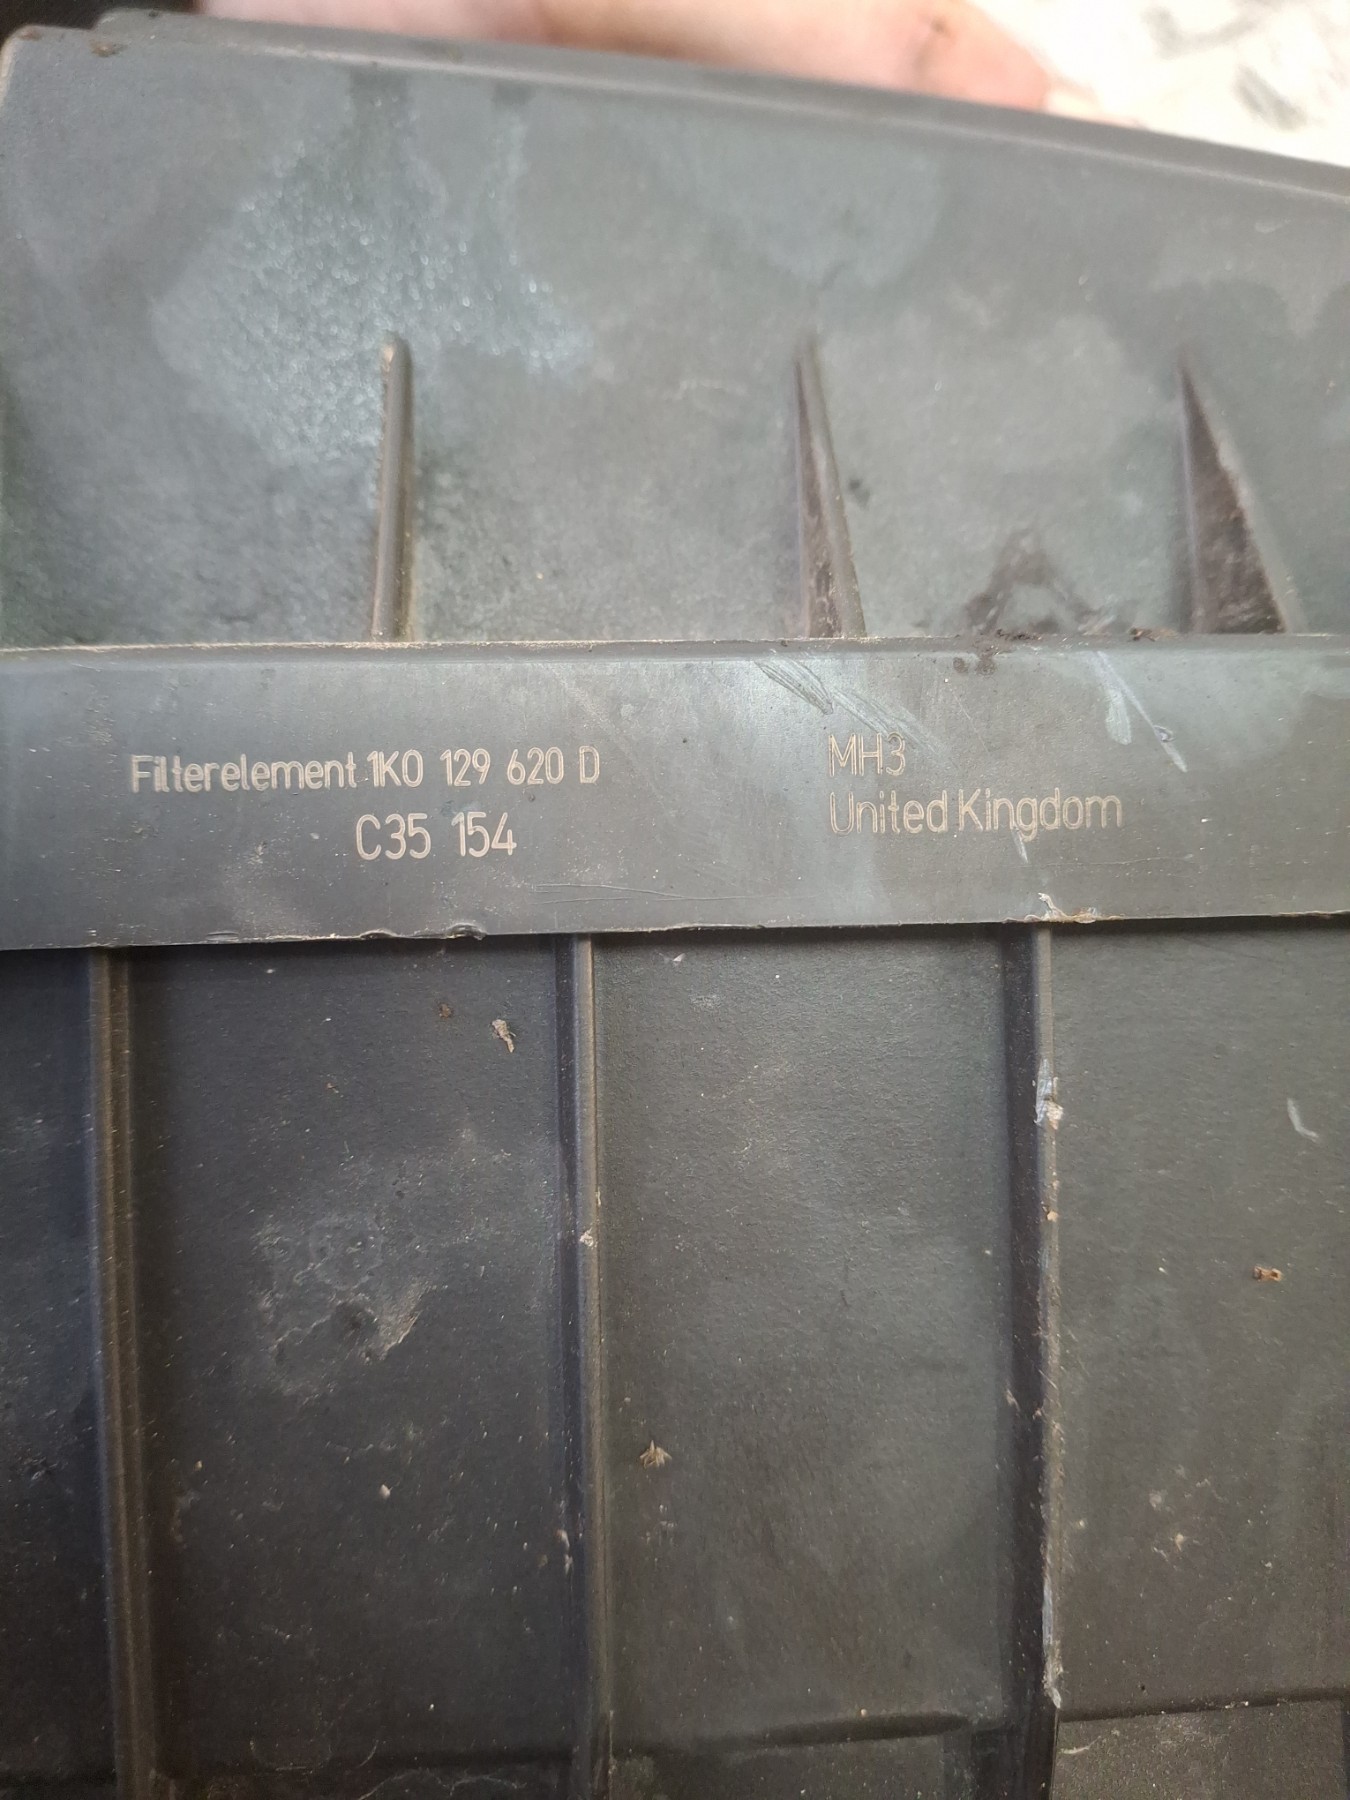 Filterelement 1K0 129 620 D
C35 154
MH3
United Kingdom